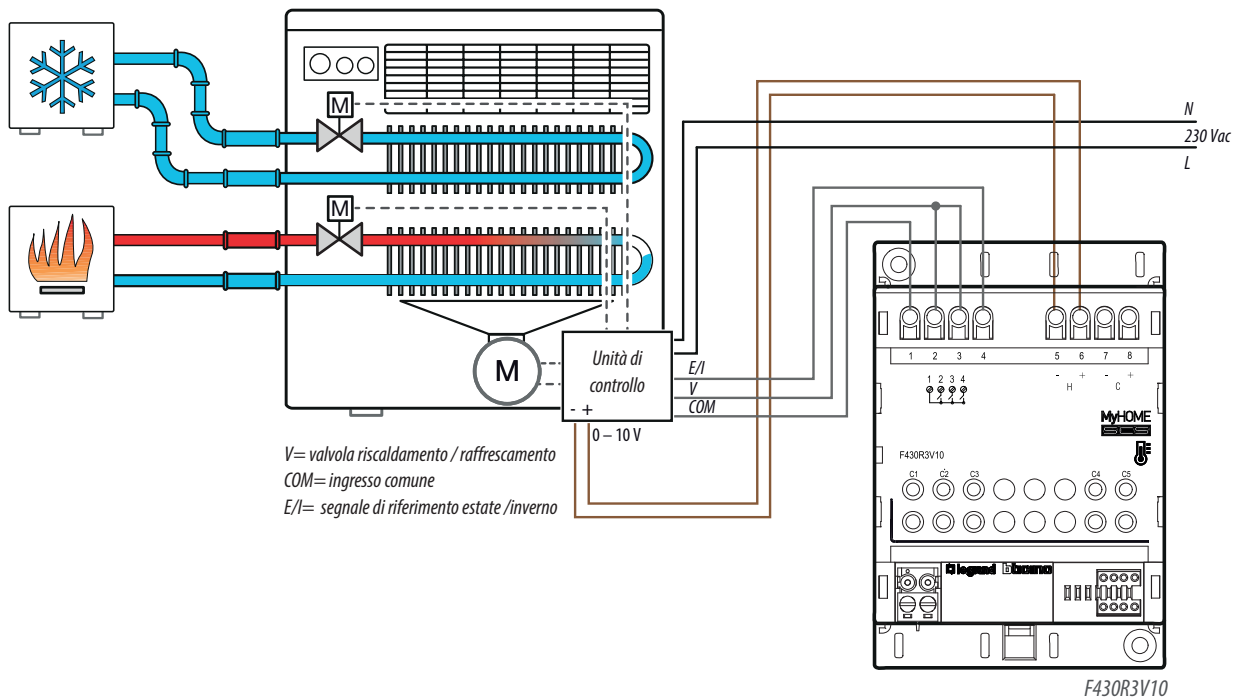 M
M
M
Unità di
controllo
- +
0 – 10 V
E/I
V
COM
N
230 Vac
L
V= valvola riscaldamento / raffrescamento
COM= ingresso comune
E/I= segnale di riferimento estate /inverno
1 2 3 4 5 6 7 8
- + - +
H C
1 2 3 4
MyHOME
SCS
F430R3V10
C1 C2 C3 C4 C5
legrand bticino
F430R3V10